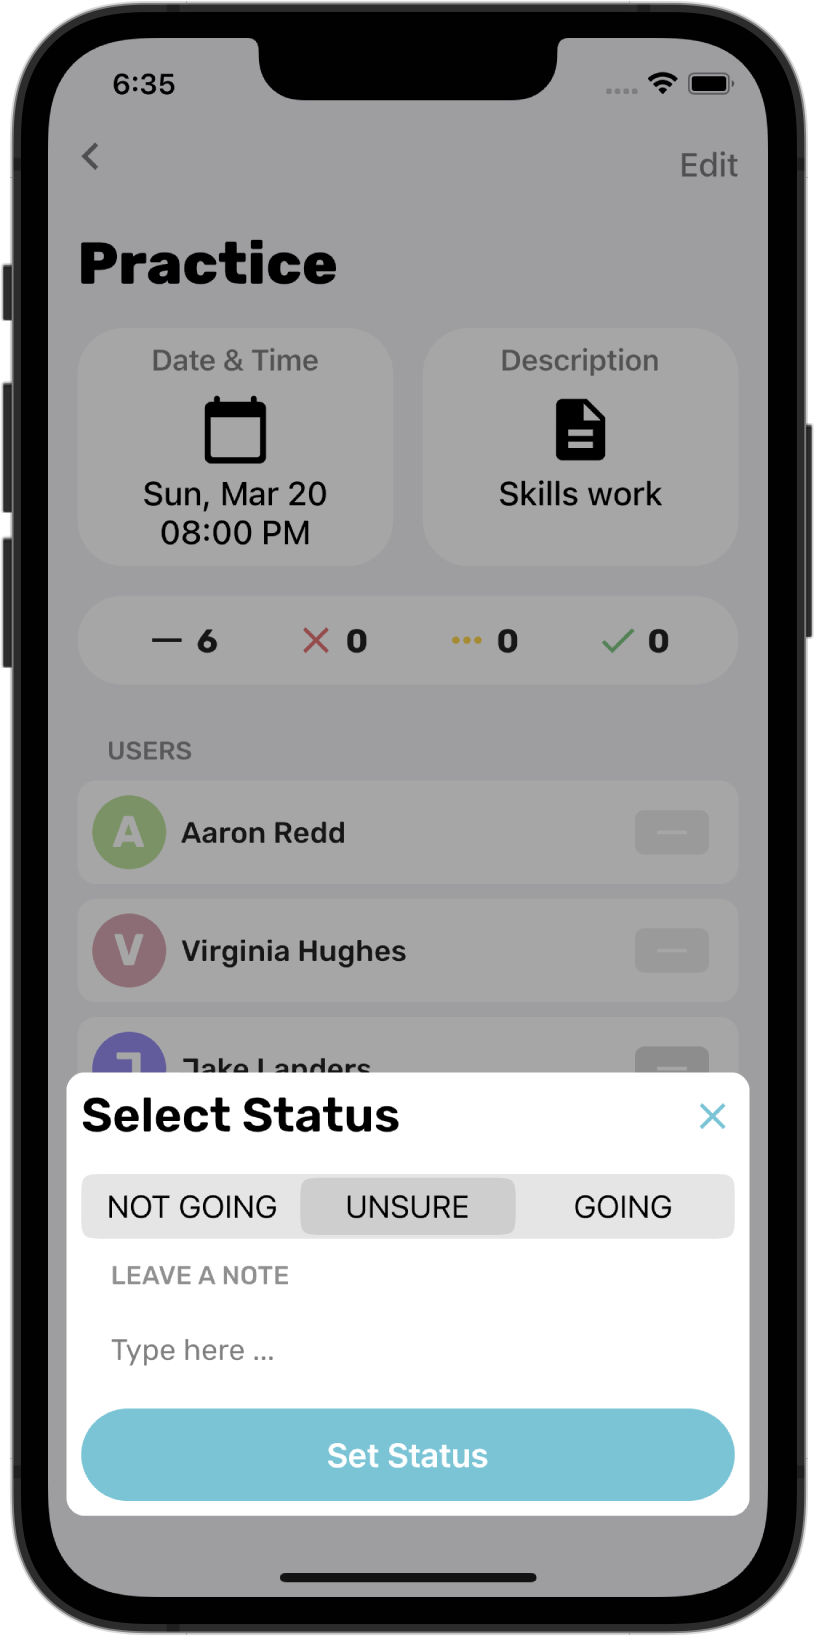 6:35
Edit
Practice
Date & Time
Description
Sun, Mar 20
08:00 PM
Skills work
6
0
0
0
USERS
A
Aaron Redd
V
Virginia Hughes
J
Jake Landers
Select Status
NOT GOING
UNSURE
GOING
LEAVE A NOTE
Type here ...
Set Status